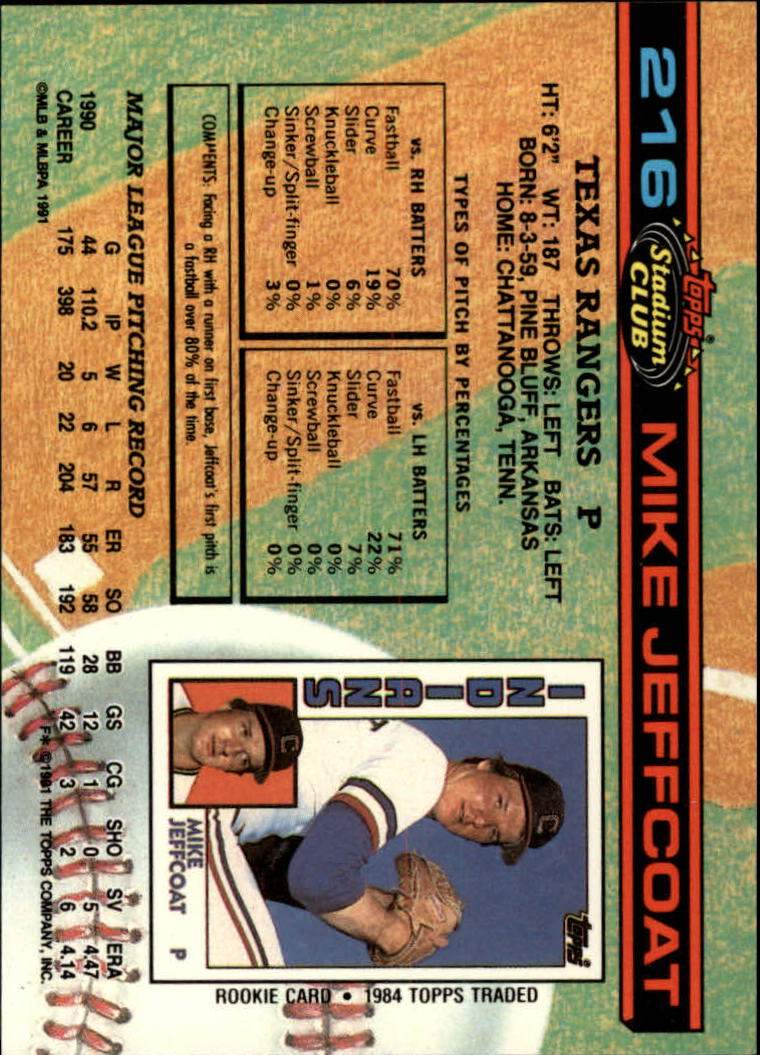 216 topps® Stadium CLUB MIKE JEFFCOAT
TEXAS RANGERS P
HT: 6'2" WT: 187 THROWS: LEFT BATS: LEFT
BORN: 8-3-59, PINE BLUFF, ARKANSAS
HOME: CHATTANOOGA, TENN.
TYPES OF PITCH BY PERCENTAGES
vs. RH BATTERS
Fastball 70%
Curve 19%
Slider 6%
Knuckleball 0%
Screwball 1%
Sinker/Split-finger 0%
Change-up 3%
vs. LH BATTERS
Fastball 71%
Curve 22%
Slider 7%
Knuckleball 0%
Screwball 0%
Sinker/Split-finger 0%
Change-up 0%
COMMENTS: Facing a RH with a runner on first base, Jeffcoat's first pitch is
a fastball over 80% of the time.
topps
INDIANS
C
C
MIKE
JEFFCOAT P
ROOKIE CARD • 1984 TOPPS TRADED
MAJOR LEAGUE PITCHING RECORD
G IP W L R ER SO BB GS CG SHO SV ERA
1990 44 110.2 5 6 57 55 58 28 12 1 0 5 4.47
CAREER 175 398 20 22 204 183 192 119 42 3 2 6 4.14
©MLB & MLBPA 1991 F* ©1991 THE TOPPS COMPANY, INC.